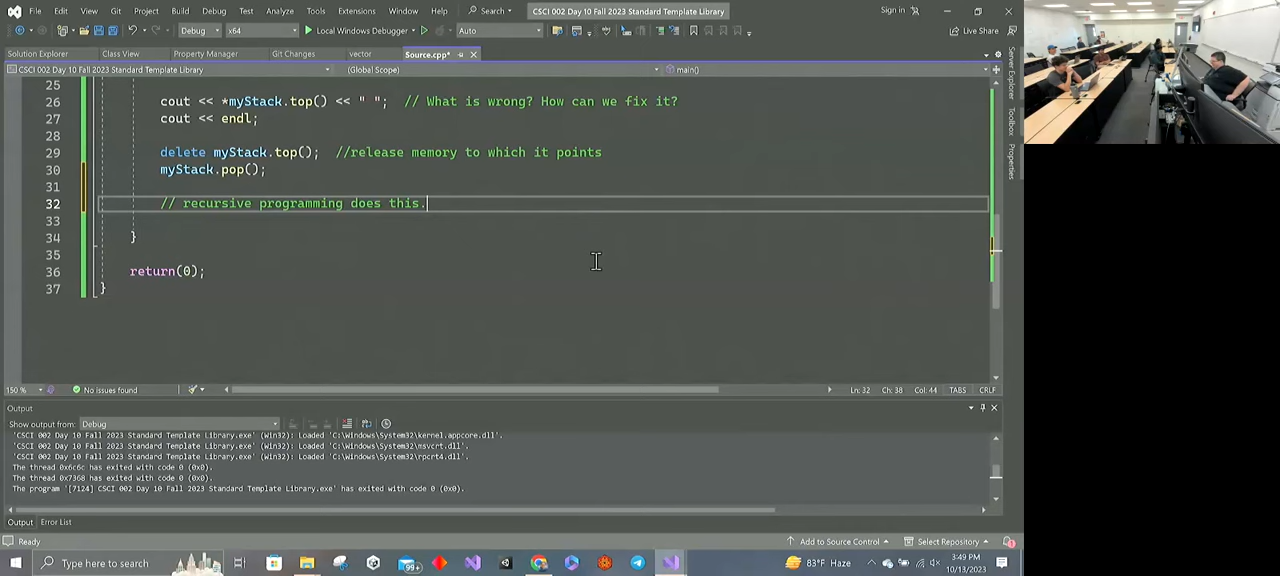 File Edit View Git Project Build Debug Test Analyze Tools Extensions Window Help Search CSCI 002 Day 10 Fall 2023 Standard Template Library Sign in
Debug x64 Local Windows Debugger Auto Live Share
Solution Explorer Class View Property Manager Git Changes vector Source.cpp*
CSCI 002 Day 10 Fall 2023 Standard Template Library (Global Scope) main()
25
26 cout << *myStack.top() << " "; // What is wrong? How can we fix it?
27 cout << endl;
28
29 delete myStack.top(); //release memory to which it points
30 myStack.pop();
31
32 // recursive programming does this.
33
34 }
35
36 return(0);
37 }
Server Explorer
Toolbox
Properties
150 % No issues found Ln: 32 Ch: 38 Col: 44 TABS CRLF
Output
Show output from: Debug
'CSCI 002 Day 10 Fall 2023 Standard Template Library.exe' (Win32): Loaded 'C:\Windows\System32\kernel.appcore.dll'.
'CSCI 002 Day 10 Fall 2023 Standard Template Library.exe' (Win32): Loaded 'C:\Windows\System32\msvcrt.dll'.
'CSCI 002 Day 10 Fall 2023 Standard Template Library.exe' (Win32): Loaded 'C:\Windows\System32\rpcrt4.dll'.
The thread 0x6c6c has exited with code 0 (0x0).
The thread 0x7368 has exited with code 0 (0x0).
The program '[7124] CSCI 002 Day 10 Fall 2023 Standard Template Library.exe' has exited with code 0 (0x0).
Output Error List
Ready Add to Source Control Select Repository 1
Type here to search 99+ 83°F Haze 3:49 PM
10/13/2023